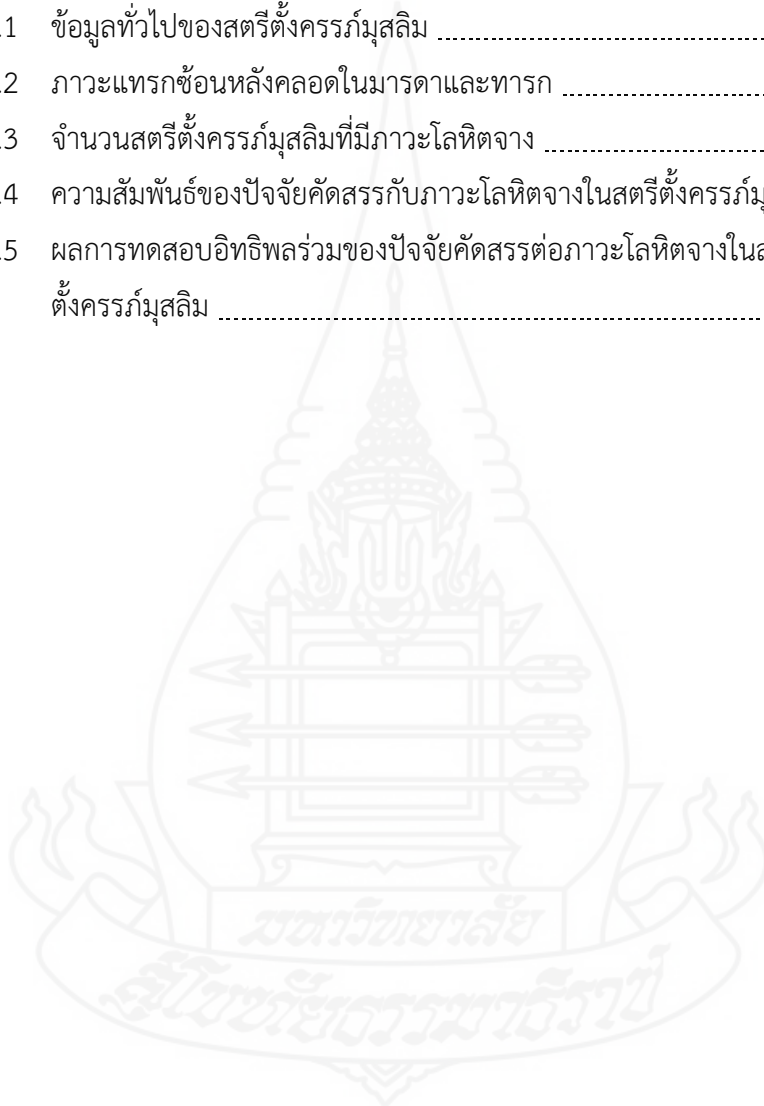 .1 ข้อมูลทั่วไปของสตรีตั้งครรภ์มุสลิม
.2 ภาวะแทรกซ้อนหลังคลอดในมารดาและทารก
.3 จำนวนสตรีตั้งครรภ์มุสลิมที่มีภาวะโลหิตจาง
.4 ความสัมพันธ์ของปัจจัยคัดสรรกับภาวะโลหิตจางในสตรีตั้งครรภ์มุ
.5 ผลการทดสอบอิทธิพลร่วมของปัจจัยคัดสรรต่อภาวะโลหิตจางในส
ตั้งครรภ์มุสลิม
มหาวิทยาลัย
สุโขทัยธรรมาธิราช